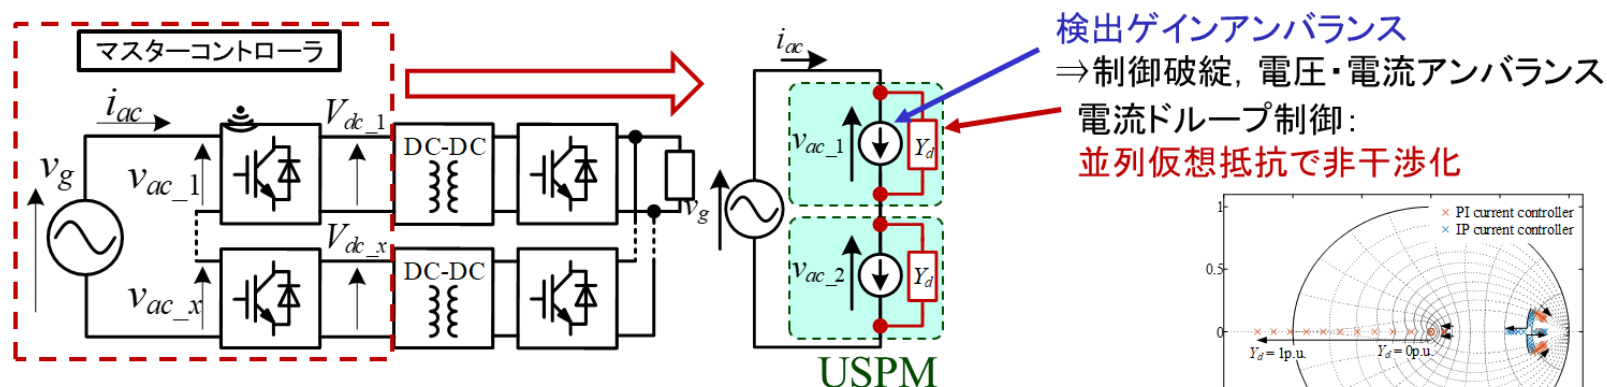 マスターコントローラ
i_ac
V_dc_1
v_g
v_ac_1
DC-DC
V_dc_x
v_ac_x
DC-DC
v_g
i_ac
v_ac_1
Y_d
v_ac_2
Y_d
USPM
検出ゲインアンバランス
⇒制御破綻，電圧・電流アンバランス
電流ドループ制御：
並列仮想抵抗で非干渉化
1
0.5
0
× PI current controller
× IP current controller
Y_d = 1p.u.
Y_d = 0p.u.